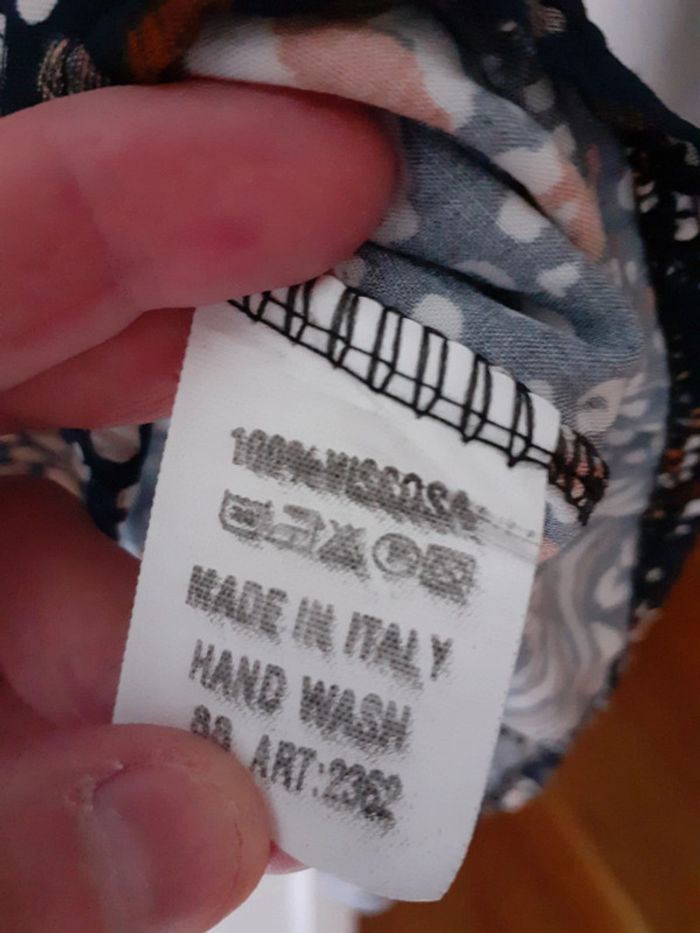 100% VISCOSA
MADE IN ITALY
HAND WASH
ART:2362